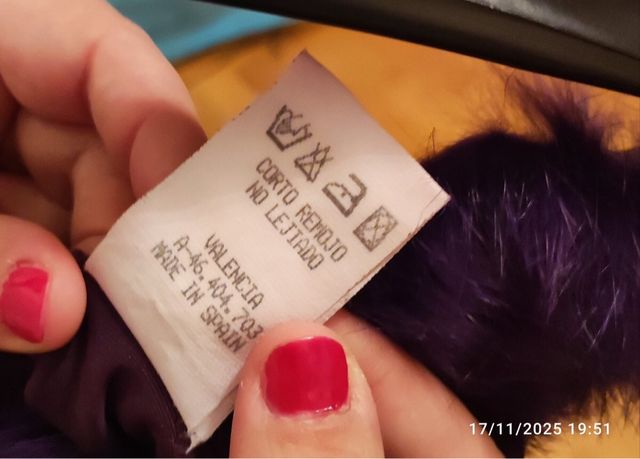 CORTO REMOJO
NO LEJIADO
VALENCIA
A-46.404.703
MADE IN SPAIN
17/11/2025 19:51